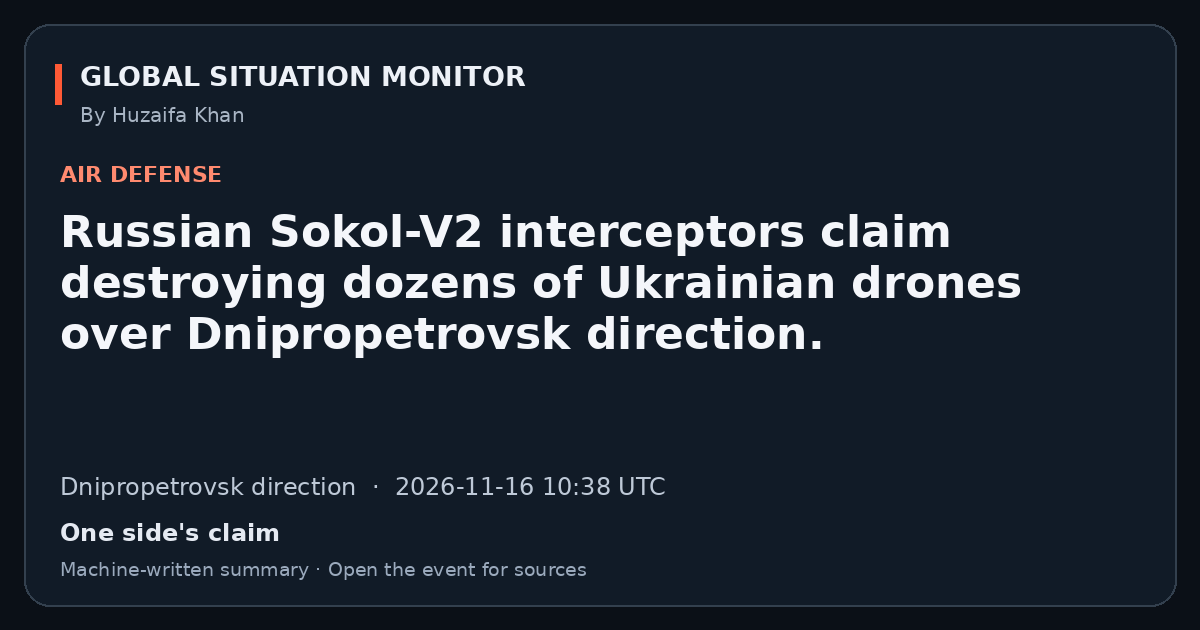 GLOBAL SITUATION MONITOR
By Huzaifa Khan
AIR DEFENSE
Russian Sokol-V2 interceptors claim
destroying dozens of Ukrainian drones
over Dnipropetrovsk direction.
Dnipropetrovsk direction · 2026-11-16 10:38 UTC
One side's claim
Machine-written summary · Open the event for sources